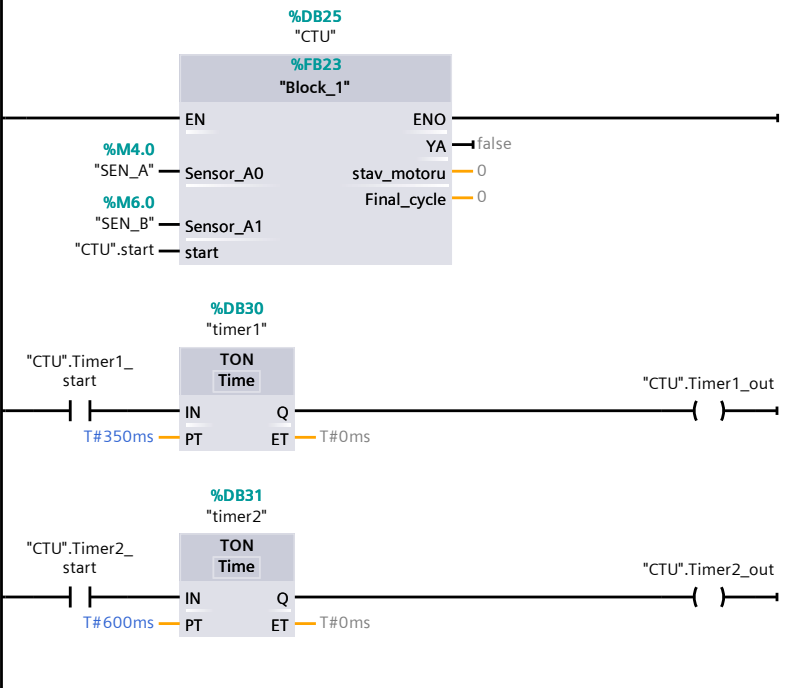 %DB25
"CTU"
%FB23
"Block_1"
EN ENO
YA false
%M4.0
"SEN_A" Sensor_A0 stav_motoru 0
%M6.0 Final_cycle 0
"SEN_B" Sensor_A1
"CTU".start start
%DB30
"timer1"
"CTU".Timer1_
start
TON
Time
"CTU".Timer1_out
IN Q
T#350ms PT ET T#0ms
%DB31
"timer2"
"CTU".Timer2_
start
TON
Time
"CTU".Timer2_out
IN Q
T#600ms PT ET T#0ms